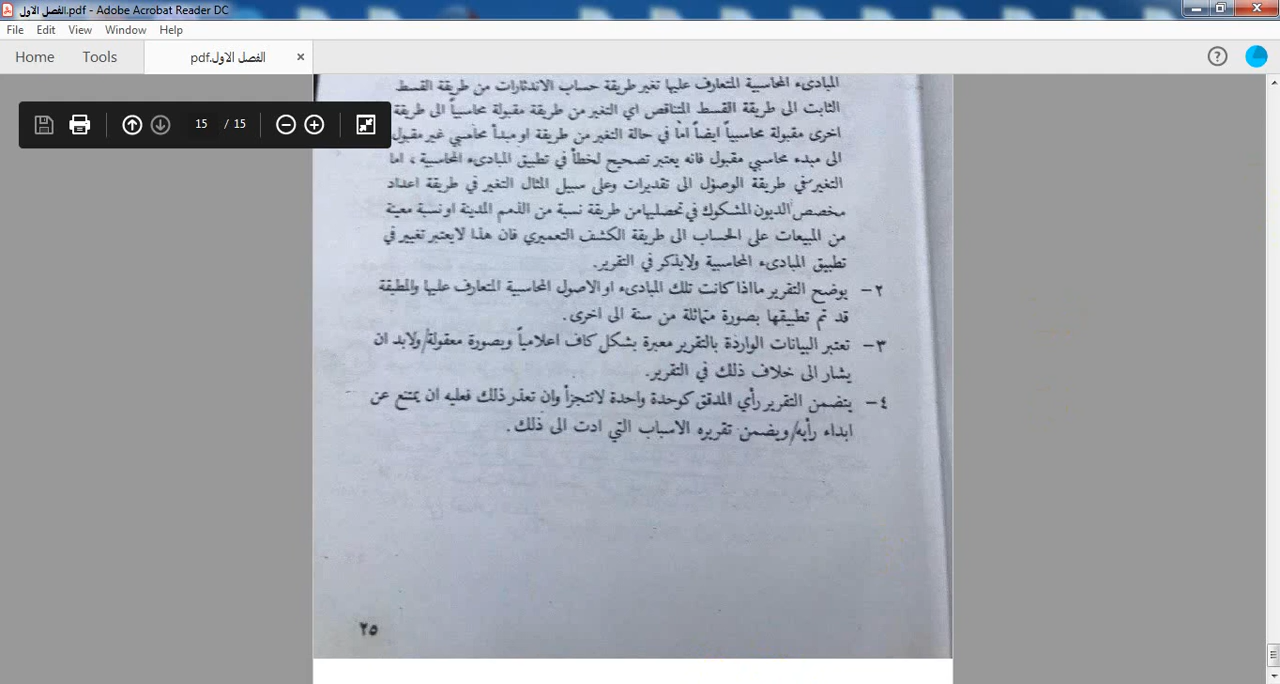 الفصل الاول.pdf - Adobe Acrobat Reader DC
File Edit View Window Help
Home Tools الفصل الاول.pdf × ?
15 / 15
المبادىء المحاسبية المتعارف عليها تغير طريقة حساب الاندثارات من طريقة القسط
الثابت الى طريقة القسط المتناقص اي التغير من طريقة مقبولة محاسبياً الى طريقة
اخرى مقبولة محاسبياً ايضاً اما في حالة التغير من طريقة او مبدأ محاسبي غير مقبول
الى مبدء محاسبي مقبول فانه يعتبر تصحيح لخطأ في تطبيق المبادىء المحاسبية ، اما
التغير في طريقة الوصول الى تقديرات وعلى سبيل المثال التغير في طريقة اعداد
مخصص الديون المشكوك في تحصليها من طريقة نسبة من الذمم المدينة او نسبة معينة
من المبيعات على الحساب الى طريقة الكشف التعميري فان هذا لايعتبر تغيير في
تطبيق المبادىء المحاسبية ولايذكر في التقرير.
٢- يوضح التقرير مااذا كانت تلك المبادىء او الاصول المحاسبية المتعارف عليها والمطبقة
قد تم تطبيقها بصورة متماثلة من سنة الى اخرى.
٣- تعتبر البيانات الواردة بالتقرير معبرة بشكل كاف اعلامياً وبصورة معقولة/ولابد ان
يشار الى خلاف ذلك في التقرير.
٤- يتضمن التقرير رأي المدقق كوحدة واحدة لاتتجزأ وان تعذر ذلك فعليه ان يمتنع عن
ابداء رأيه/ويضمن تقريره الاسباب التي ادت الى ذلك.
٢٥